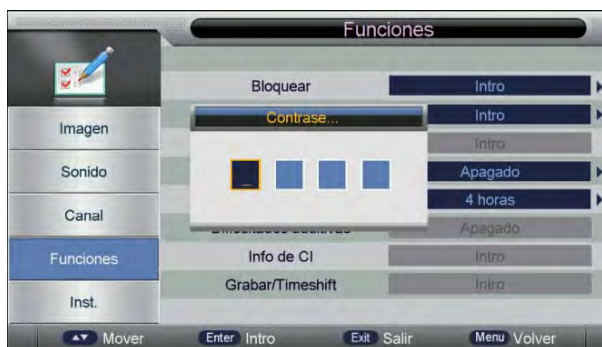 Funciones
Bloquear Intro
Contrase... Intro
Imagen
Intro
Sonido Apagado
4 horas
Canal
Apagado
Funciones Info de CI Intro
Grabar/Timeshift Intro
Inst.
Mover Enter Intro Exit Salir Menu Volver